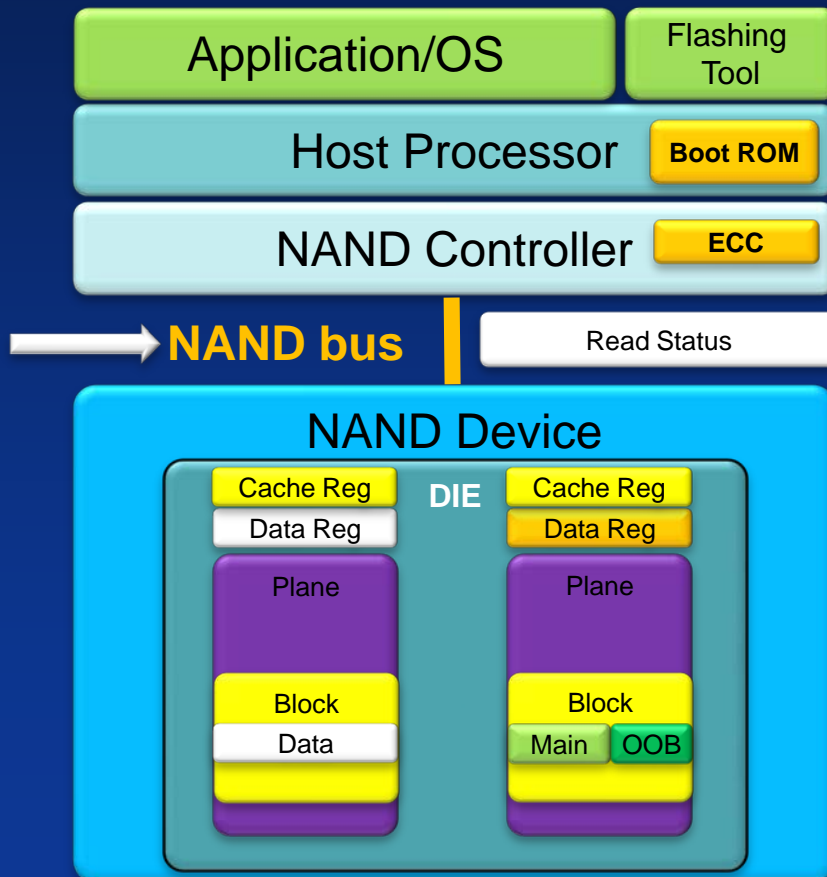 Application/OS
Flashing
Tool
Host Processor
Boot ROM
NAND Controller
ECC
NAND bus
Read Status
NAND Device
DIE
Cache Reg
Data Reg
Plane
Block
Data
Cache Reg
Data Reg
Plane
Block
Main
OOB